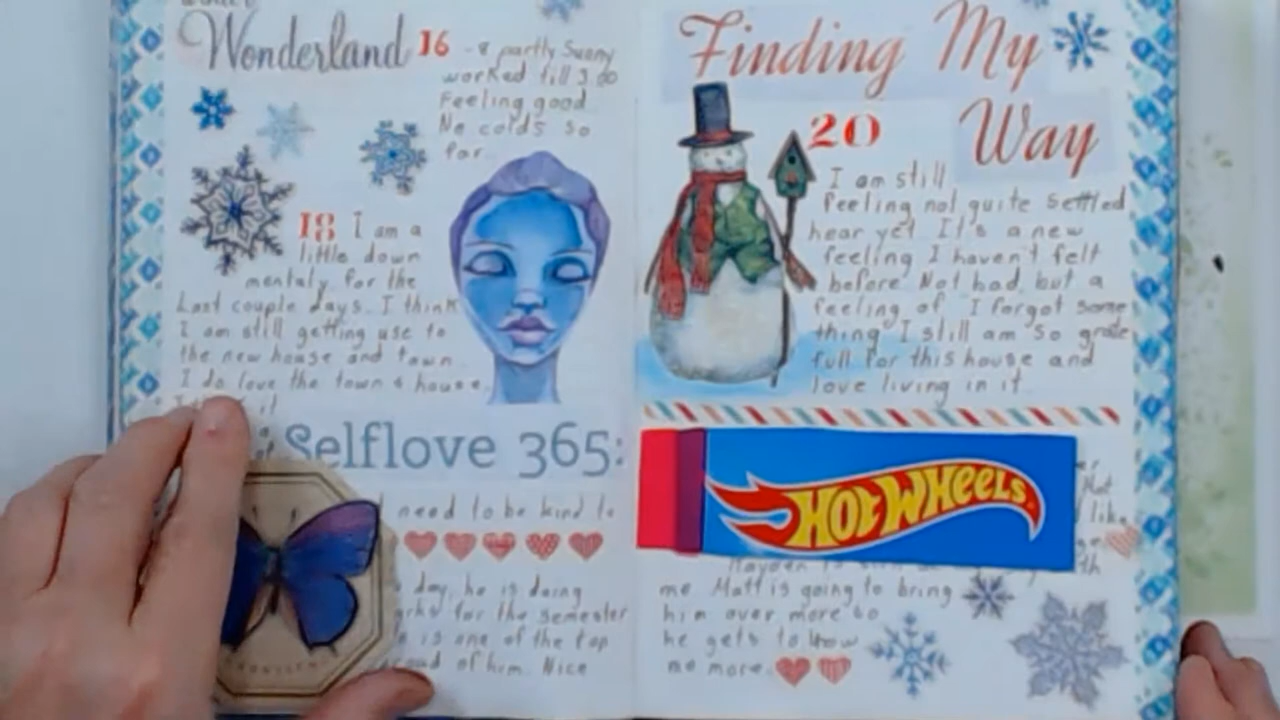 Wonderland 16 - & partly Sunny
worked till 3:00
Feeling good
No colds so
far.
18 I am a
little down
mentaly for the
Last couple days. I think
I am still getting use to
the new house and town
I do love the town & house.
it
Selflove 365:
need to be kind to
day, he is doing
for the semester
is one of the top
of him. Nice
Finding My
Way
20
I am still
feeling not quite settled
hear yet. It's a new
feeling I haven't felt
before. Not bad, but a
feeling of I forgot some
thing. I still am so grate
full for this house and
love living in it.
HOT WHEELS
Not
like
me. Matt is going to bring
him over more so
he gets to know
me more.